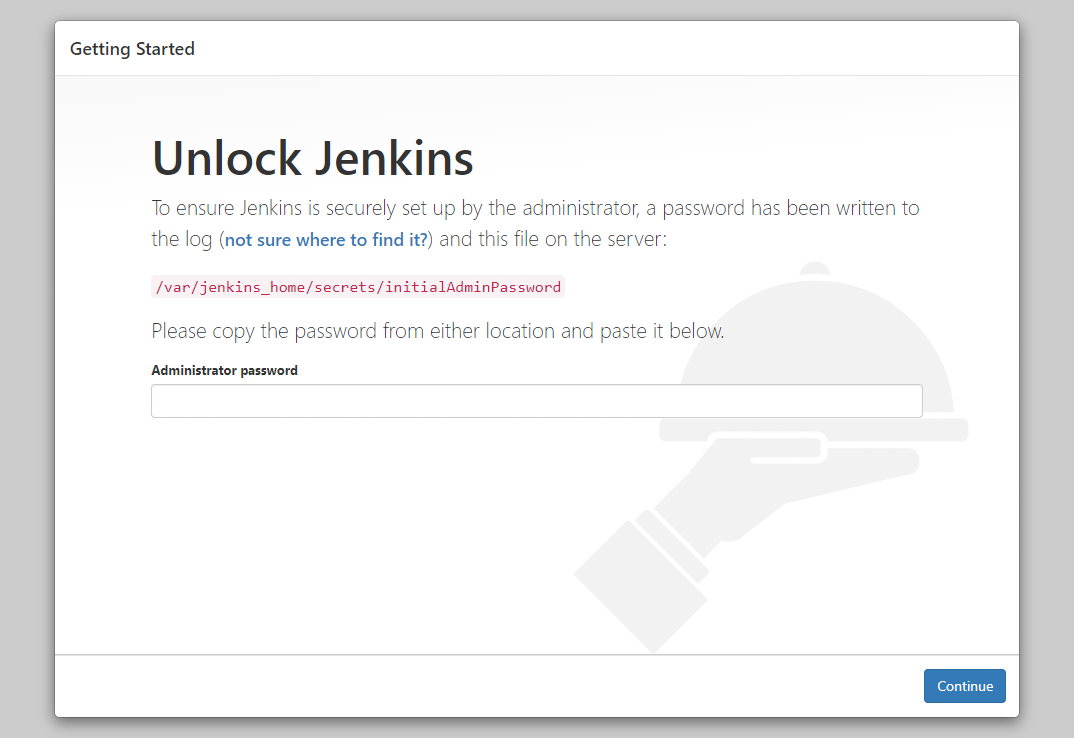 Getting Started
Unlock Jenkins
To ensure Jenkins is securely set up by the administrator, a password has been written to
the log (not sure where to find it?) and this file on the server:
/var/jenkins_home/secrets/initialAdminPassword
Please copy the password from either location and paste it below.
Administrator password
Continue